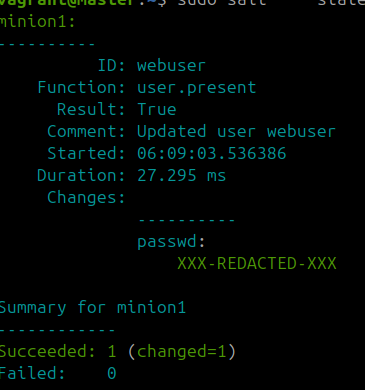 vagrant@master:~$ sudo salt state
minion1:
----------
ID: webuser
Function: user.present
Result: True
Comment: Updated user webuser
Started: 06:09:03.536386
Duration: 27.295 ms
Changes:
----------
passwd:
XXX-REDACTED-XXX
Summary for minion1
------------
Succeeded: 1 (changed=1)
Failed: 0